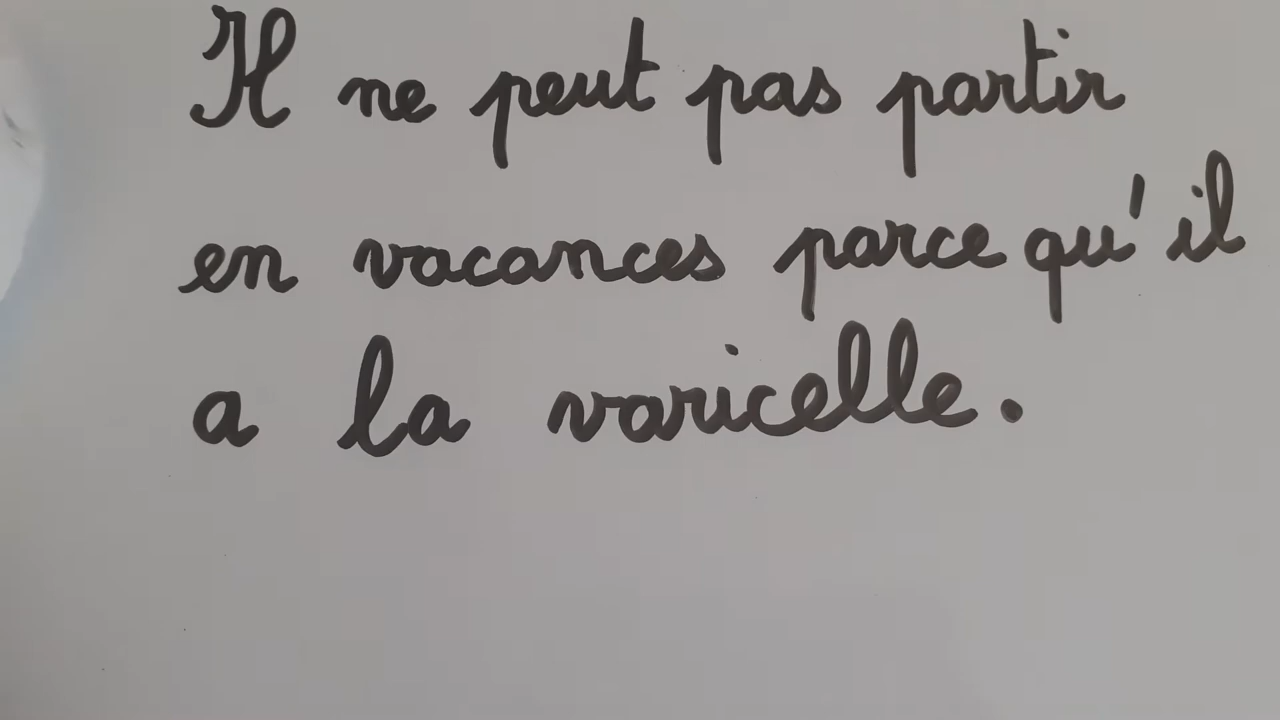 Il ne peut pas partir
en vacances parce qu'il
a la varicelle.